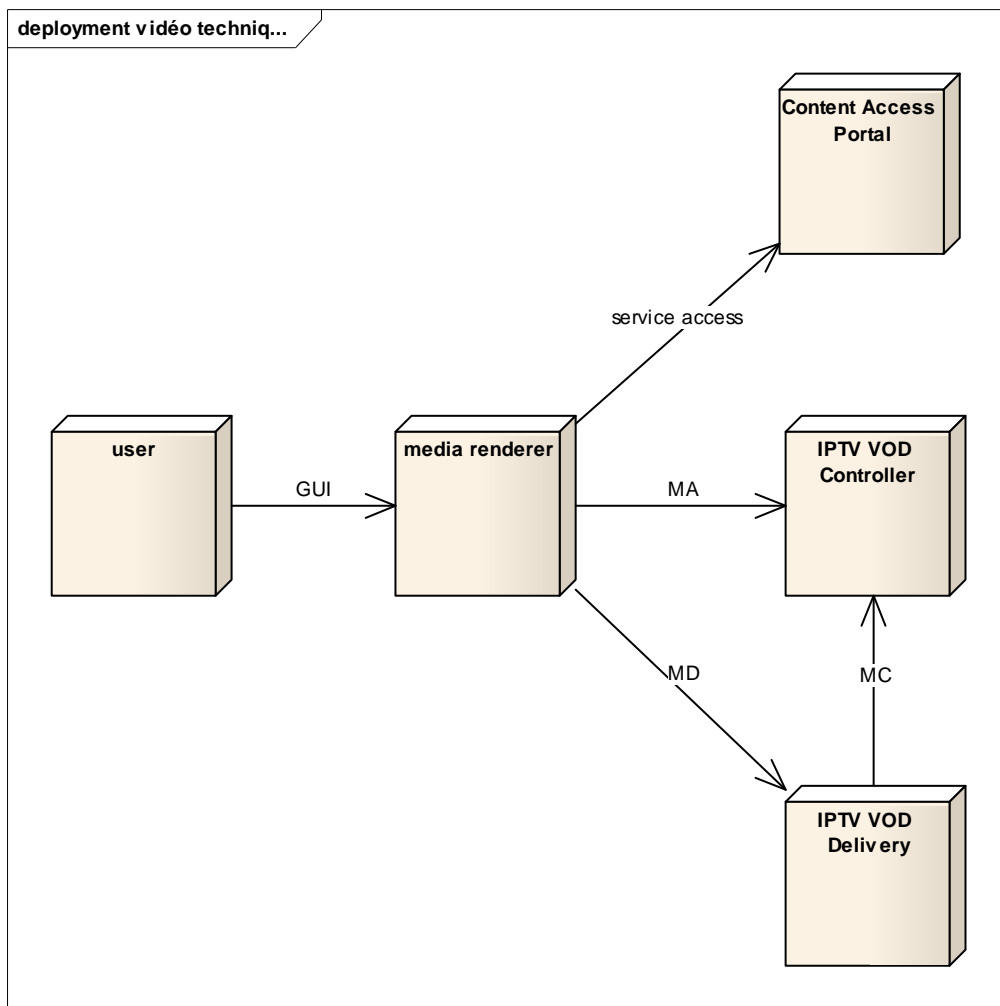 deployment vidéo techniq...
Content Access
Portal
service access
user
media renderer
IPTV VOD
Controller
GUI
MA
MD
MC
IPTV VOD
Delivery